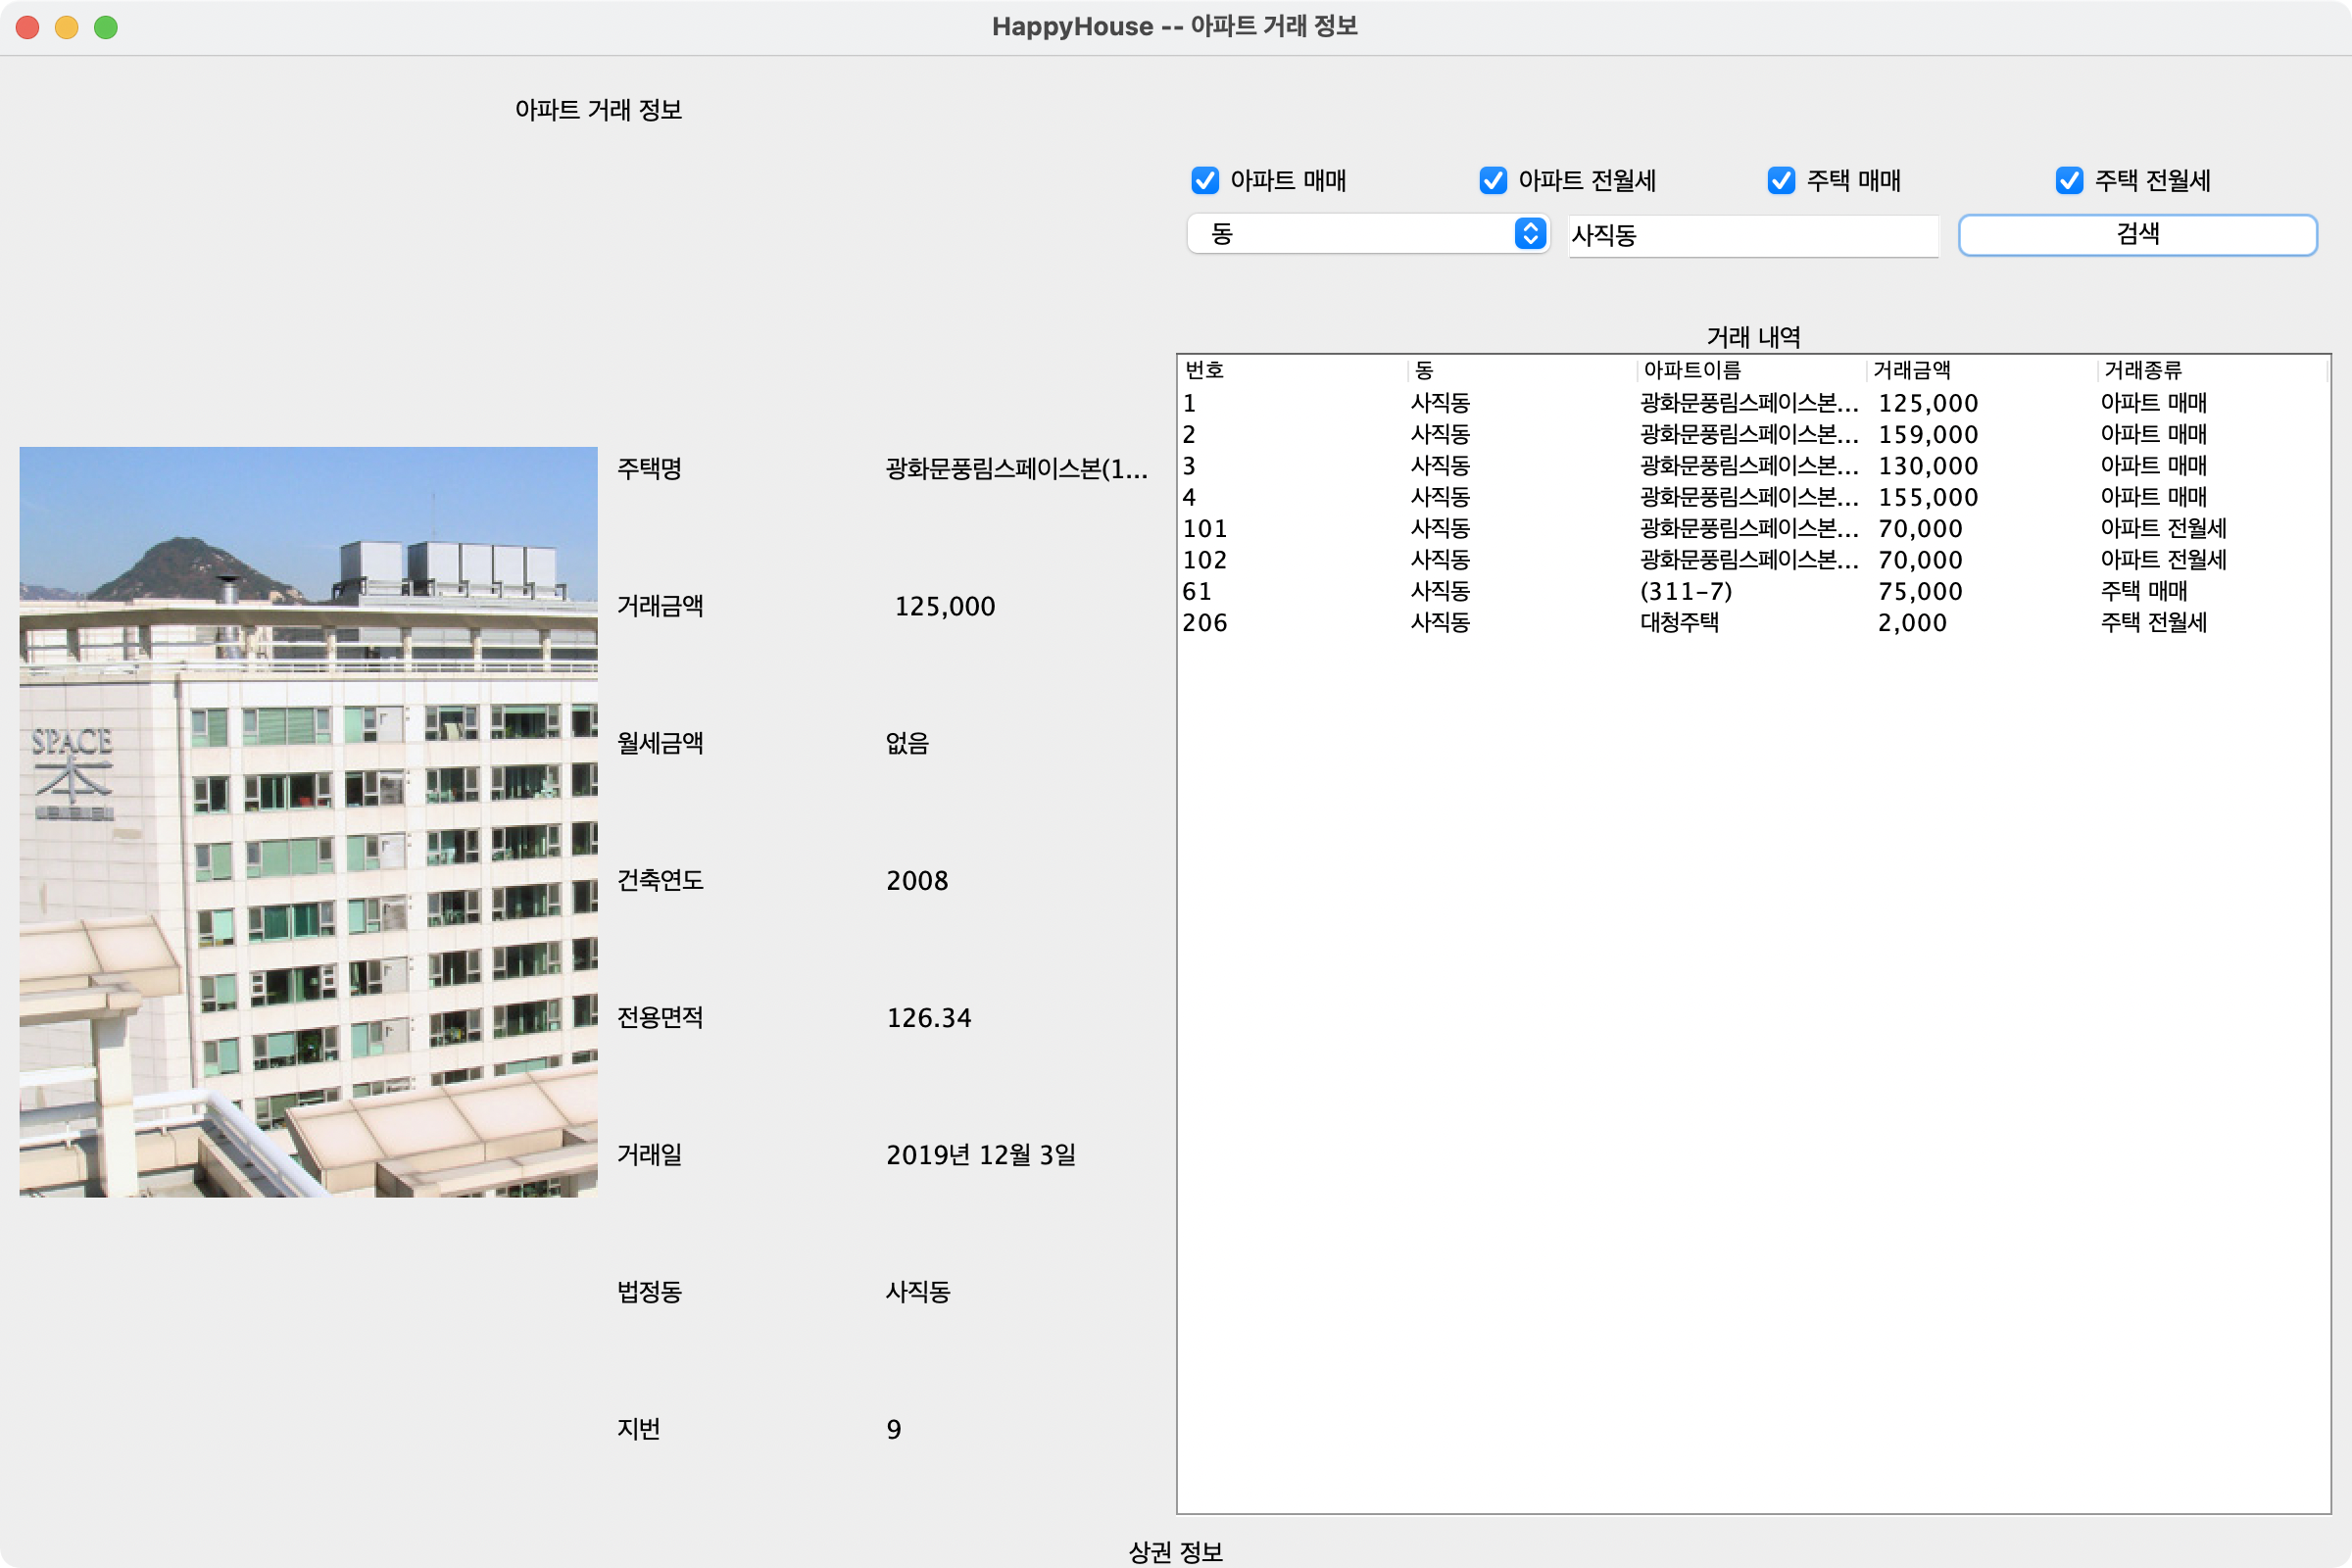 HappyHouse -- 아파트 거래 정보
아파트 거래 정보
아파트 매매 아파트 전월세 주택 매매 주택 전월세
동 사직동 검색
거래 내역
번호 동 아파트이름 거래금액 거래종류
1 사직동 광화문풍림스페이스본... 125,000 아파트 매매
2 사직동 광화문풍림스페이스본... 159,000 아파트 매매
3 사직동 광화문풍림스페이스본... 130,000 아파트 매매
4 사직동 광화문풍림스페이스본... 155,000 아파트 매매
101 사직동 광화문풍림스페이스본... 70,000 아파트 전월세
102 사직동 광화문풍림스페이스본... 70,000 아파트 전월세
61 사직동 (311-7) 75,000 주택 매매
206 사직동 대청주택 2,000 주택 전월세
SPACE
本
주택명 광화문풍림스페이스본(1...
거래금액 125,000
월세금액 없음
건축연도 2008
전용면적 126.34
거래일 2019년 12월 3일
법정동 사직동
지번 9
상권 정보